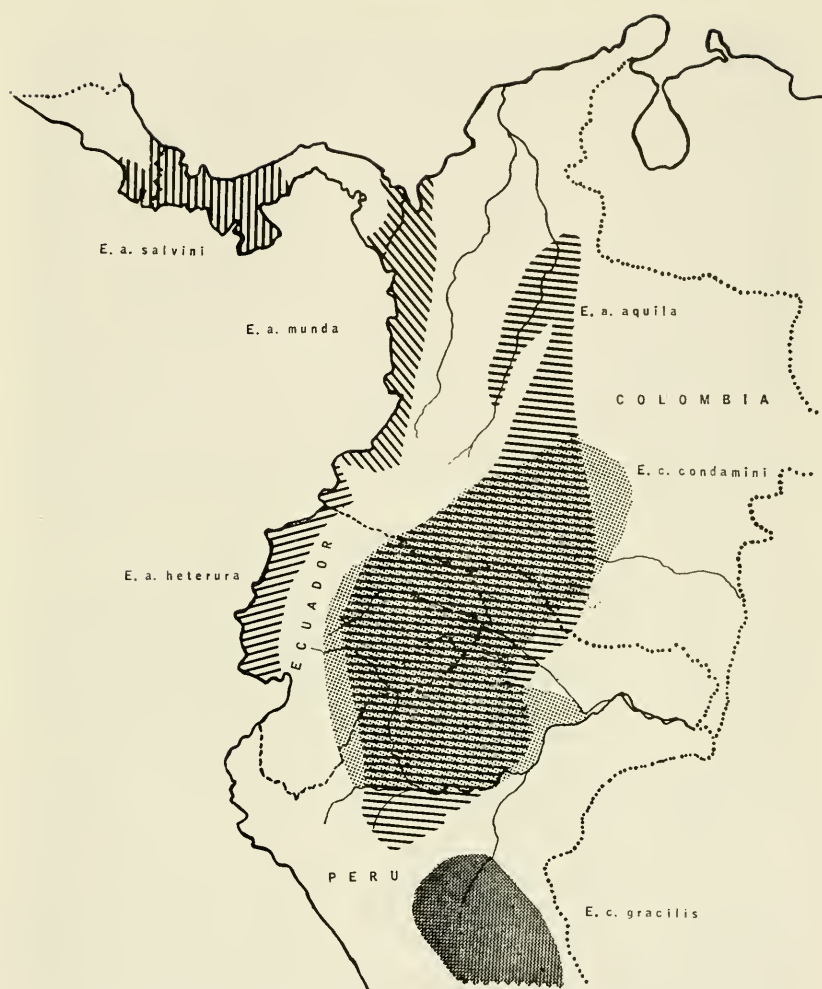 E. a. salvini
E. a. munda
E. a. aquila
COLOMBIA
E. c. condamini
E. a. heterura
ECUADOR
PERU
E. c. gracilis